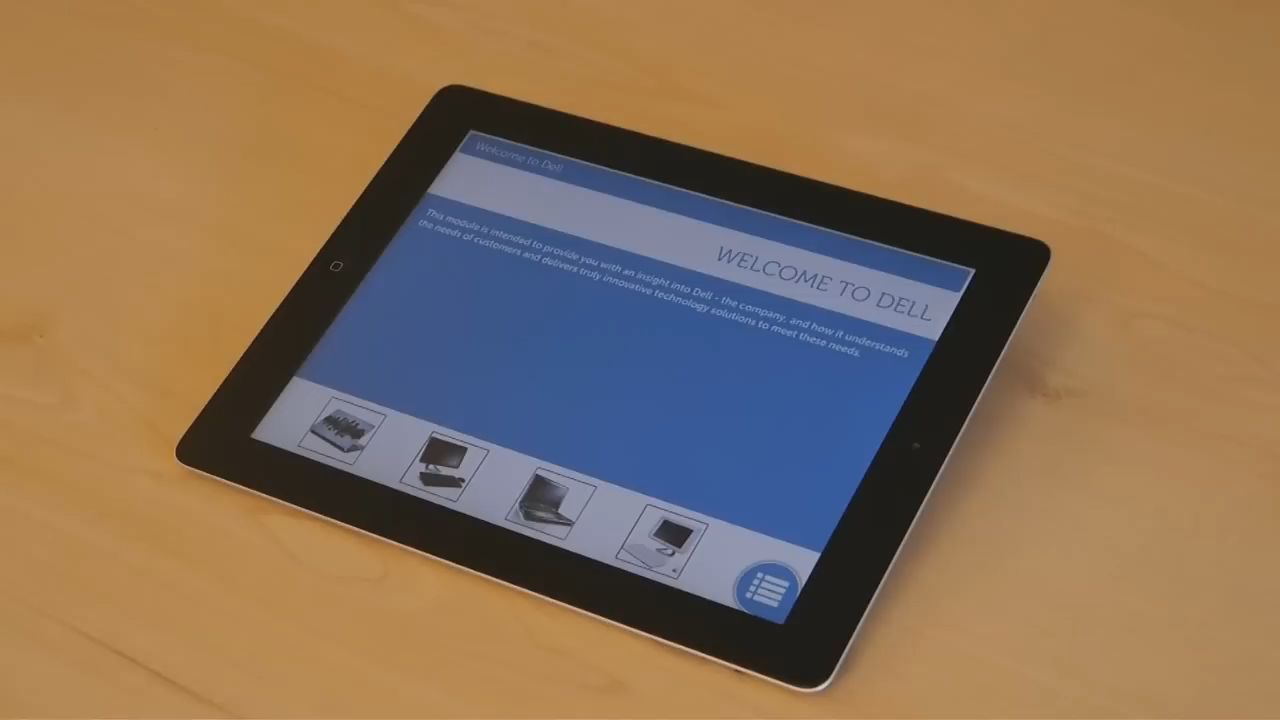 Welcome to Dell
WELCOME TO DELL
This module is intended to provide you with an insight into Dell - the company, and how it understands
the needs of customers and delivers truly innovative technology solutions to meet these needs.